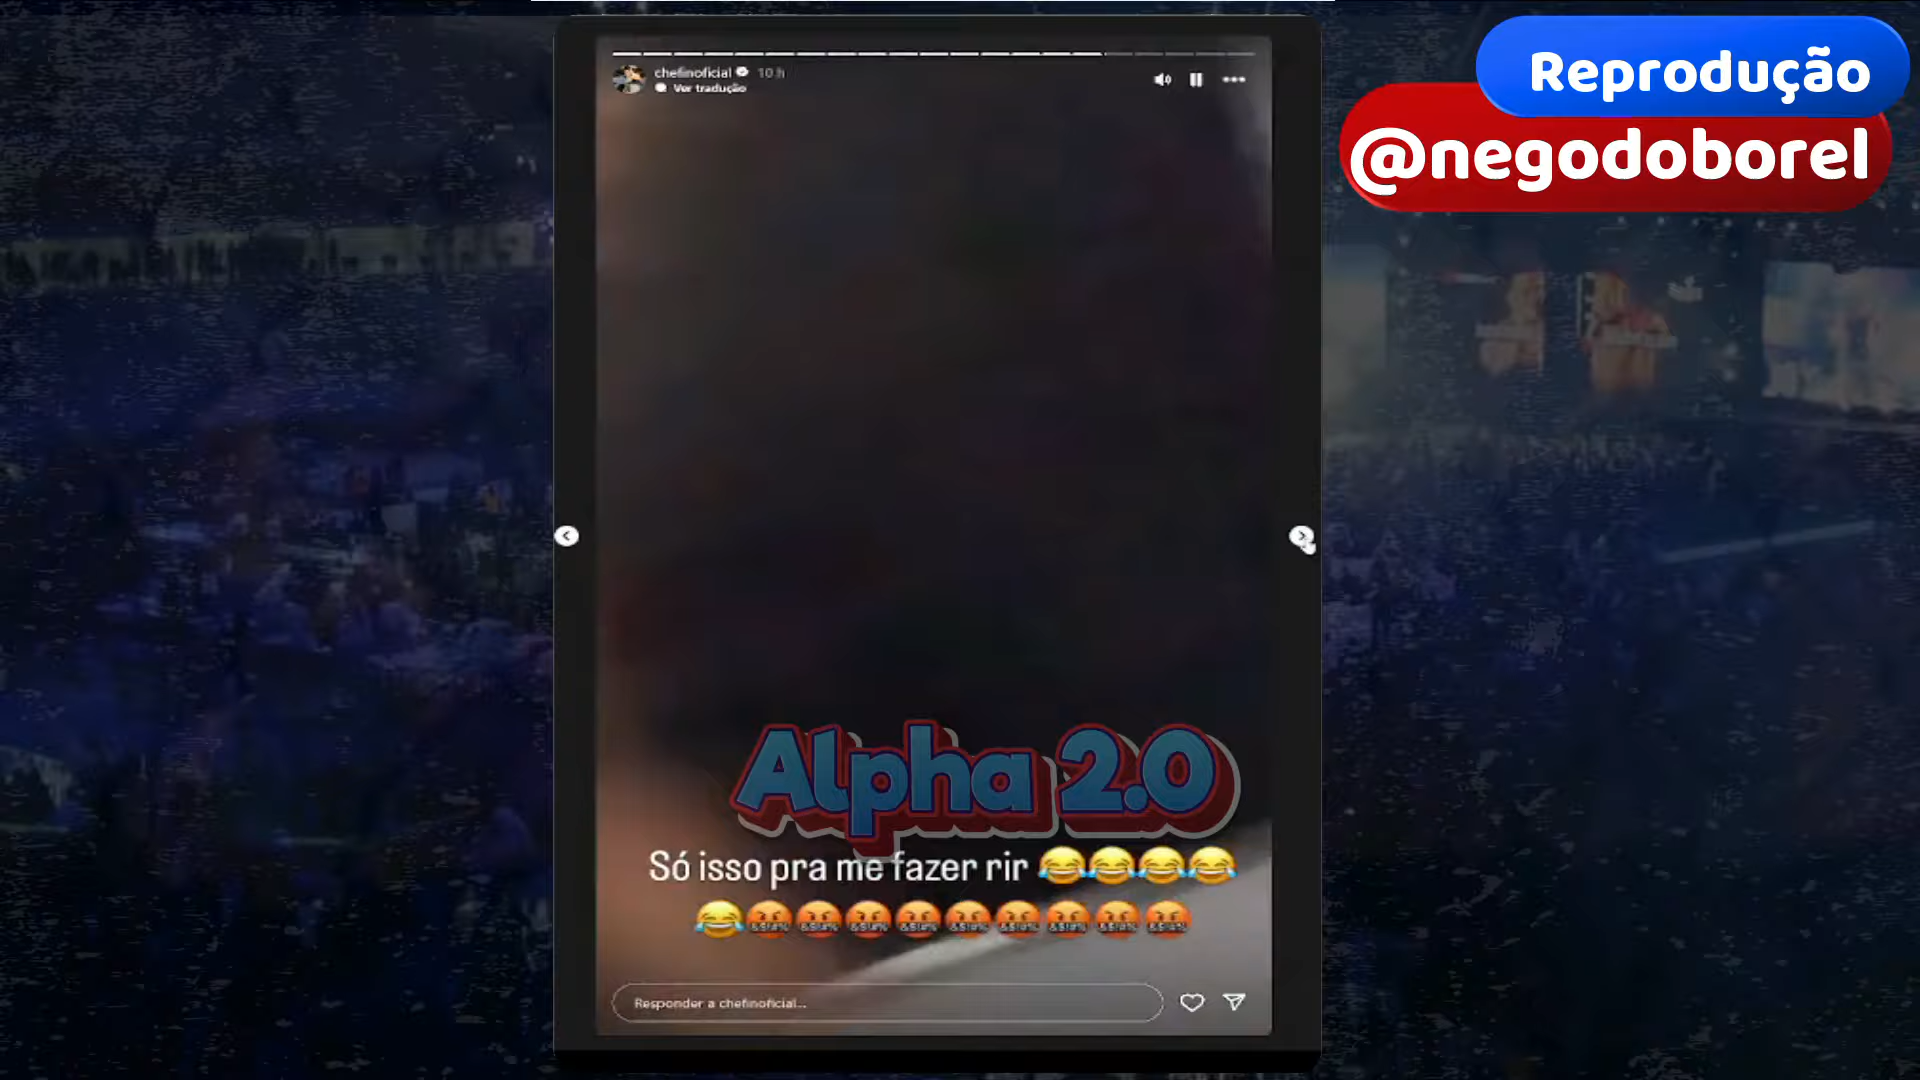 Reprodução
@negodoborel
chefinoficial 10 h
Ver tradução
Alpha 2.0
Só isso pra me fazer rir 😂😂😂😂
😂🤬🤬🤬🤬🤬🤬🤬🤬🤬
Responder a chefinoficial...